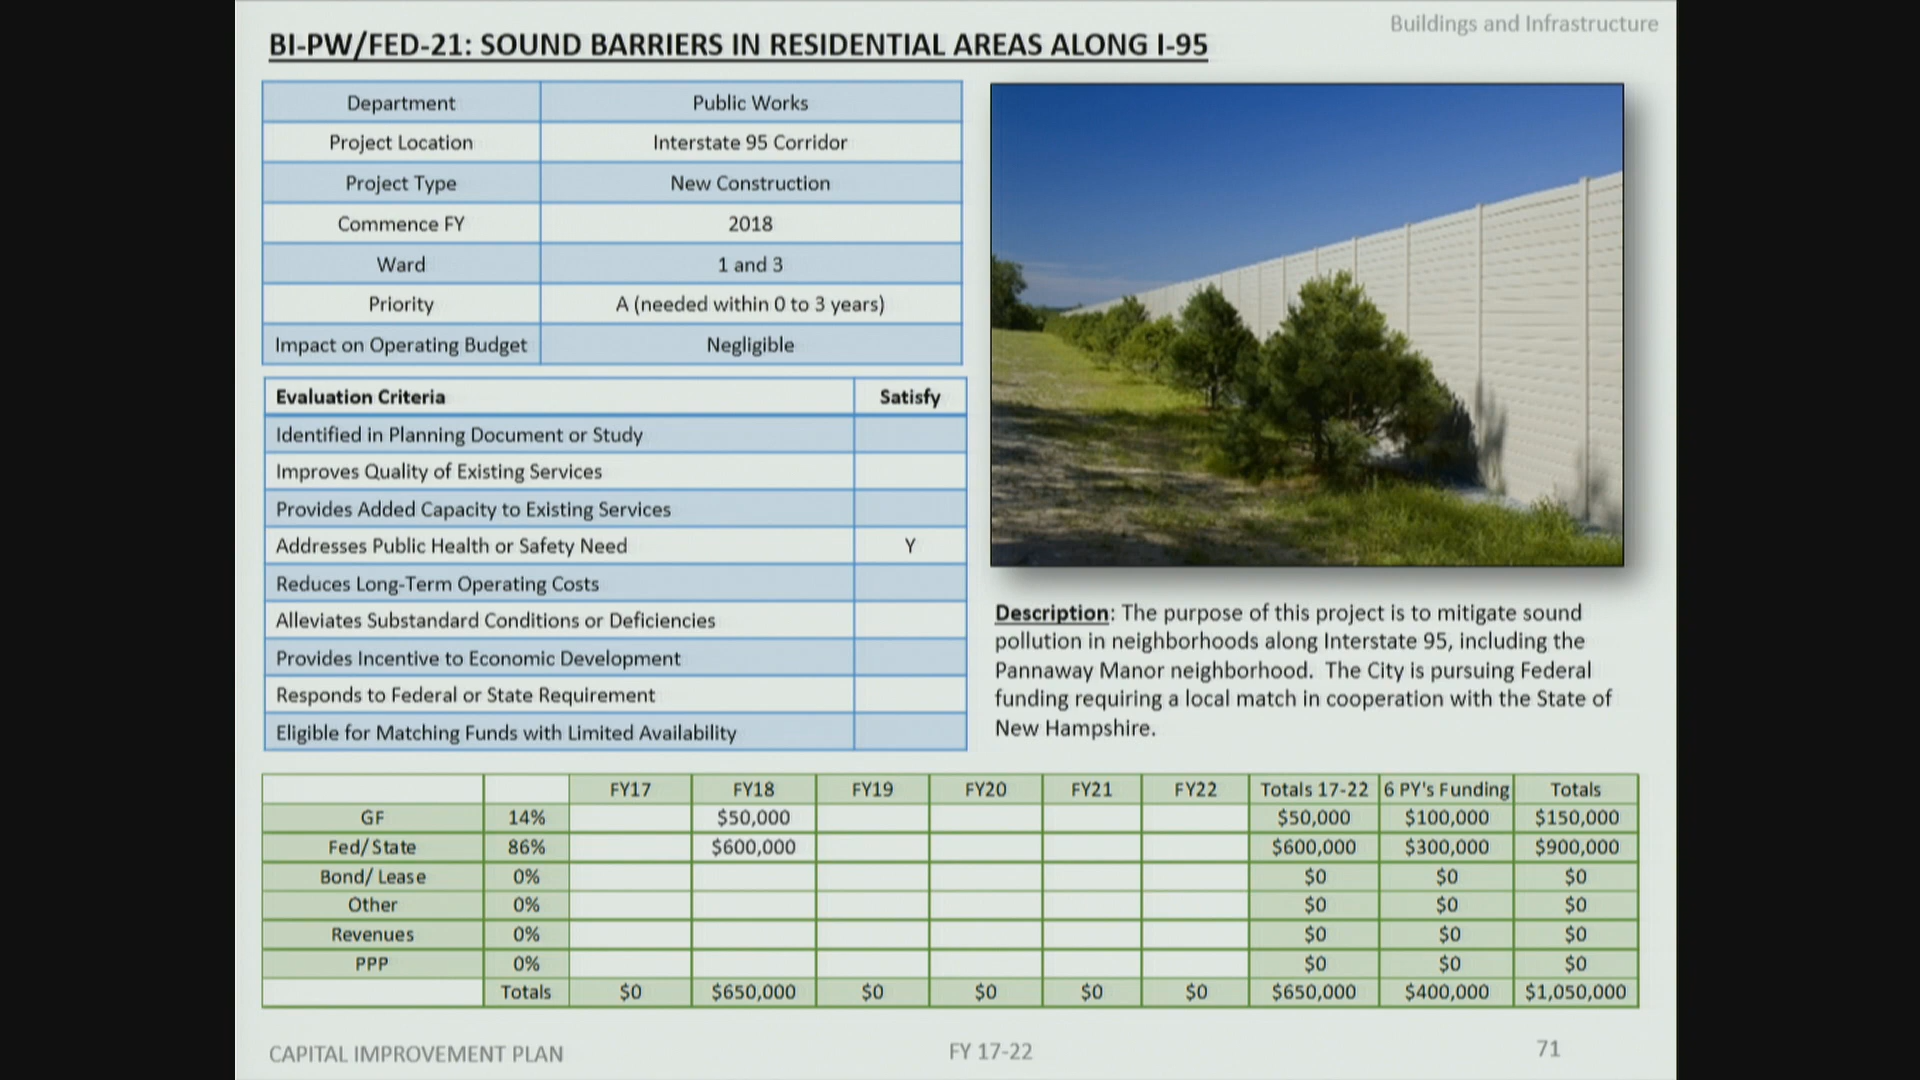 Buildings and Infrastructure
BI-PW/FED-21: SOUND BARRIERS IN RESIDENTIAL AREAS ALONG I-95
Department Public Works
Project Location Interstate 95 Corridor
Project Type New Construction
Commence FY 2018
Ward 1 and 3
Priority A (needed within 0 to 3 years)
Impact on Operating Budget Negligible
Evaluation Criteria Satisfy
Identified in Planning Document or Study
Improves Quality of Existing Services
Provides Added Capacity to Existing Services
Addresses Public Health or Safety Need Y
Reduces Long-Term Operating Costs
Alleviates Substandard Conditions or Deficiencies
Provides Incentive to Economic Development
Responds to Federal or State Requirement
Eligible for Matching Funds with Limited Availability
Description: The purpose of this project is to mitigate sound
pollution in neighborhoods along Interstate 95, including the
Pannaway Manor neighborhood. The City is pursuing Federal
funding requiring a local match in cooperation with the State of
New Hampshire.
FY17 FY18 FY19 FY20 FY21 FY22 Totals 17-22 6 PY's Funding Totals
GF 14% $50,000 $50,000 $100,000 $150,000
Fed/ State 86% $600,000 $600,000 $300,000 $900,000
Bond/ Lease 0% $0 $0 $0
Other 0% $0 $0 $0
Revenues 0% $0 $0 $0
PPP 0% $0 $0 $0
Totals $0 $650,000 $0 $0 $0 $0 $650,000 $400,000 $1,050,000
CAPITAL IMPROVEMENT PLAN FY 17-22 71